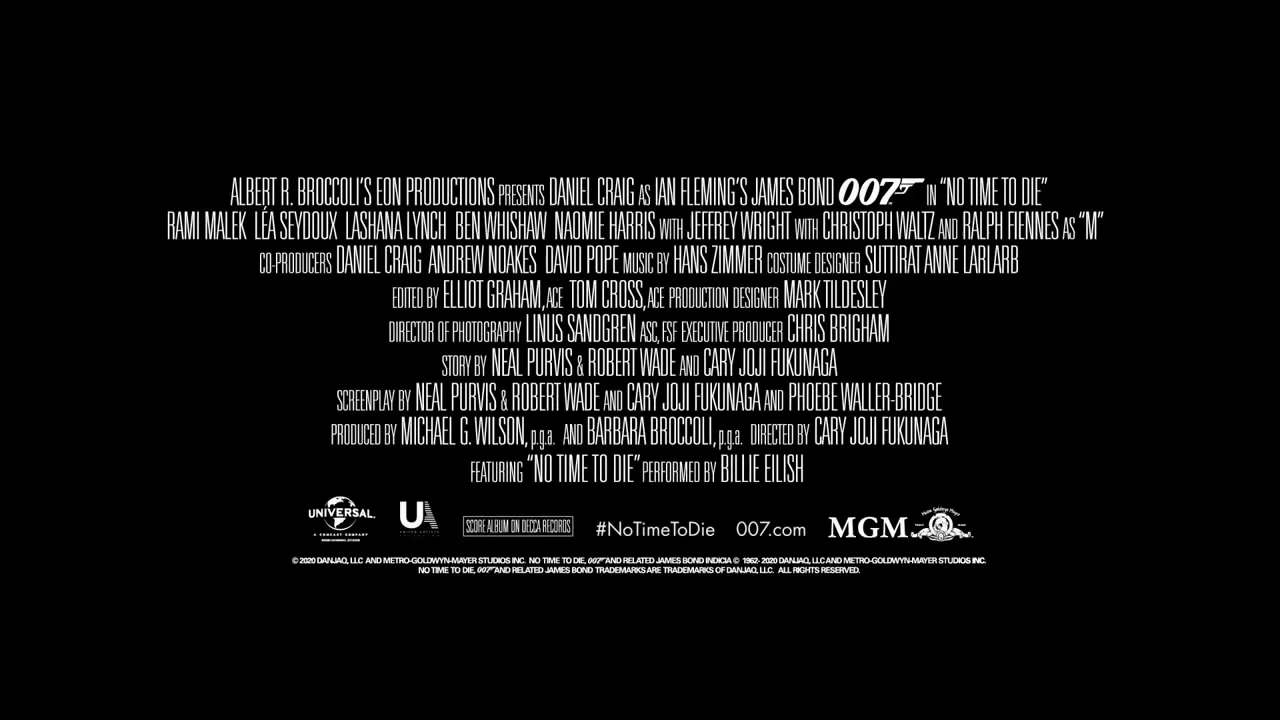 ALBERT R. BROCCOLI'S EON PRODUCTIONS PRESENTS DANIEL CRAIG AS IAN FLEMING'S JAMES BOND 007 IN “NO TIME TO DIE”
RAMI MALEK LÉA SEYDOUX LASHANA LYNCH BEN WHISHAW NAOMIE HARRIS WITH JEFFREY WRIGHT WITH CHRISTOPH WALTZ AND RALPH FIENNES AS “M”
CO-PRODUCERS DANIEL CRAIG ANDREW NOAKES DAVID POPE MUSIC BY HANS ZIMMER COSTUME DESIGNER SUTTIRAT ANNE LARLARB
EDITED BY ELLIOT GRAHAM, ACE TOM CROSS, ACE PRODUCTION DESIGNER MARK TILDESLEY
DIRECTOR OF PHOTOGRAPHY LINUS SANDGREN ASC, FSF EXECUTIVE PRODUCER CHRIS BRIGHAM
STORY BY NEAL PURVIS & ROBERT WADE AND CARY JOJI FUKUNAGA
SCREENPLAY BY NEAL PURVIS & ROBERT WADE AND CARY JOJI FUKUNAGA AND PHOEBE WALLER-BRIDGE
PRODUCED BY MICHAEL G. WILSON, p.g.a. AND BARBARA BROCCOLI, p.g.a. DIRECTED BY CARY JOJI FUKUNAGA
FEATURING “NO TIME TO DIE” PERFORMED BY BILLIE EILISH
UNIVERSAL UA SCORE ALBUM ON DECCA RECORDS #NoTimeToDie 007.com MGM
A COMCAST COMPANY UNITED ARTISTS
© 2020 DANJAQ, LLC AND METRO-GOLDWYN-MAYER STUDIOS INC. NO TIME TO DIE, 007 AND RELATED JAMES BOND INDICIA © 1962-2020 DANJAQ, LLC AND METRO-GOLDWYN-MAYER STUDIOS INC.
NO TIME TO DIE, 007 AND RELATED JAMES BOND TRADEMARKS ARE TRADEMARKS OF DANJAQ, LLC. ALL RIGHTS RESERVED.